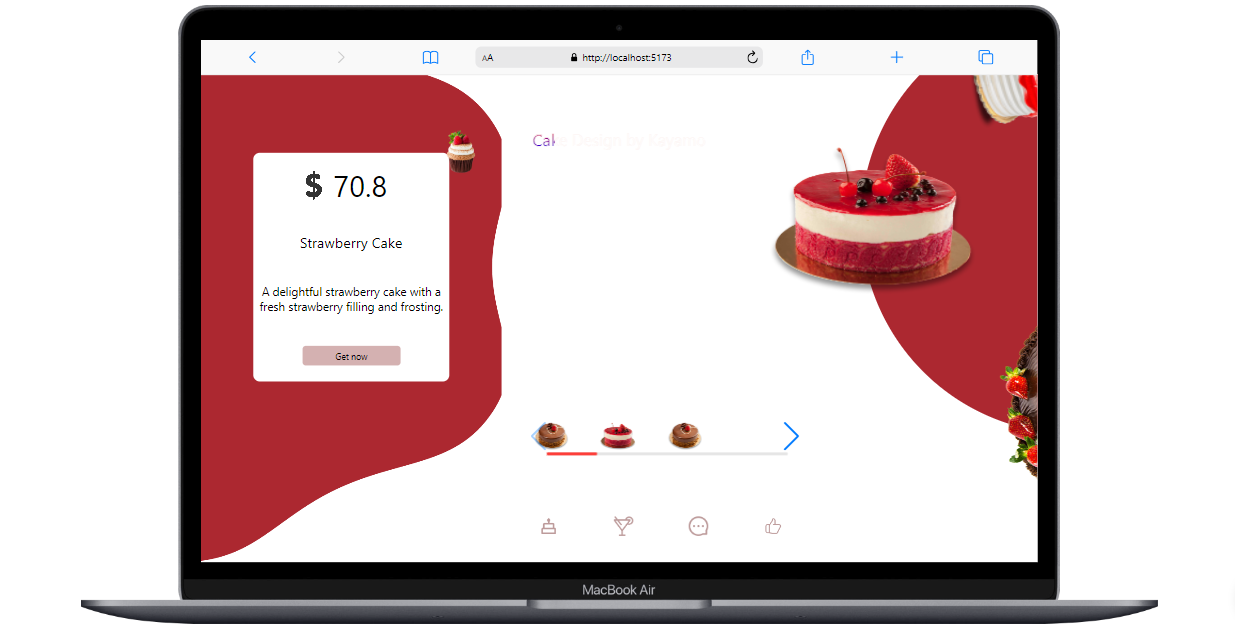 AA
http://localhost:5173
Cake Design by Kayamo
$ 70.8
Strawberry Cake
A delightful strawberry cake with a
fresh strawberry filling and frosting.
Get now
MacBook Air